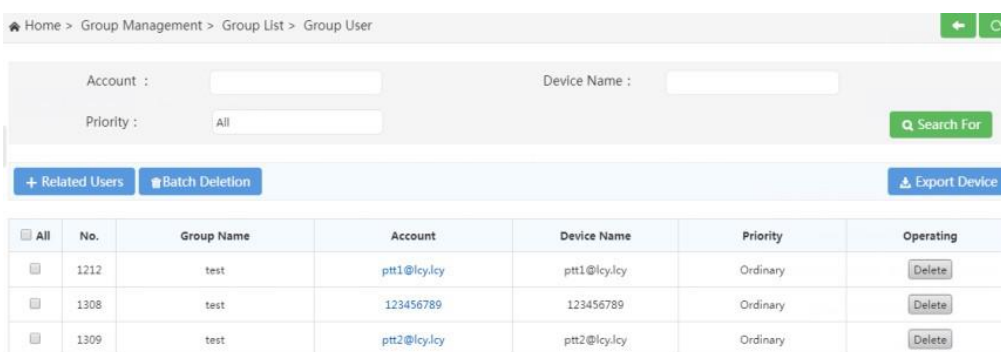 Home > Group Management > Group List > Group User
Account : Device Name :
Priority : All Search For
+ Related Users Batch Deletion Export Device
All No. Group Name Account Device Name Priority Operating
1212 test ptt1@lcy.lcy ptt1@lcy.lcy Ordinary Delete
1308 test 123456789 123456789 Ordinary Delete
1309 test ptt2@lcy.lcy ptt2@lcy.lcy Ordinary Delete